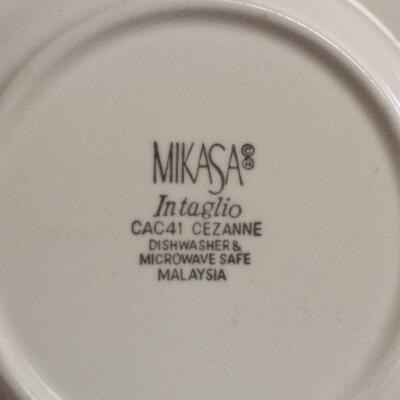 MIKASA©®
Intaglio
CAC41 CEZANNE
DISHWASHER &
MICROWAVE SAFE
MALAYSIA